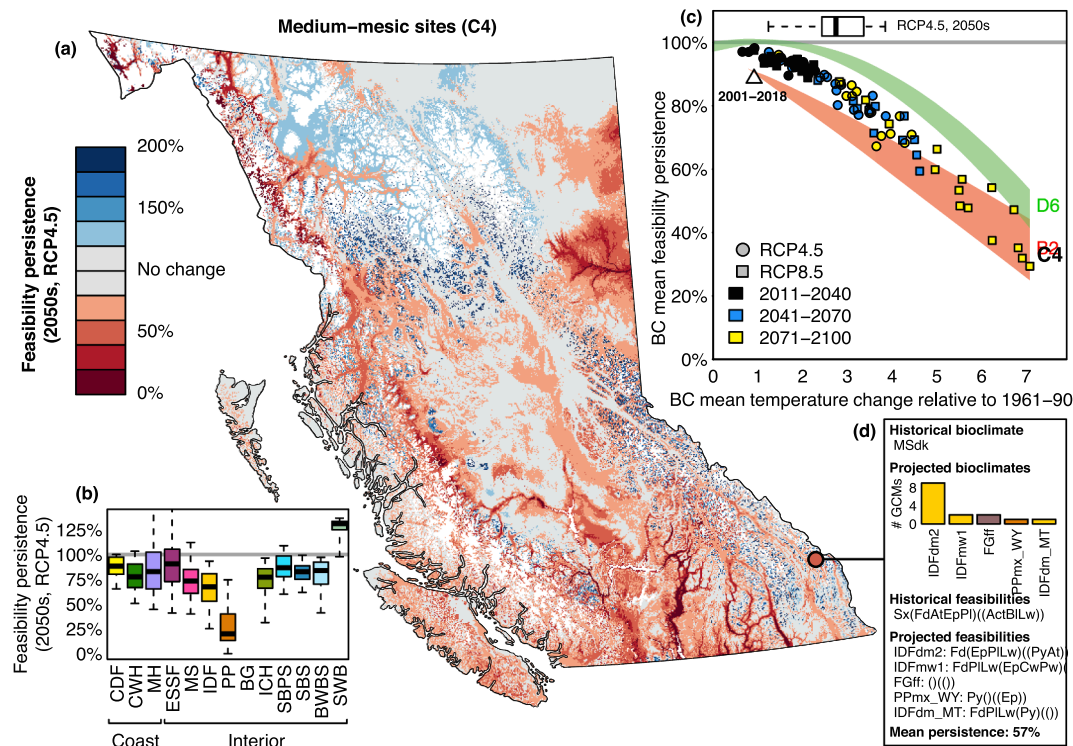 Medium−mesic sites (C4)
(a)
Feasibility persistence
(2050s, RCP4.5)
200%
150%
No change
50%
0%
(b)
Feasibility persistence
(2050s, RCP4.5)
125%
100%
75%
50%
25%
0%
CDF
CWH
MH
ESSF
MS
IDF
PP
BG
ICH
SBPS
SBS
BWBS
SWB
Coast
Interior
(c)
RCP4.5, 2050s
BC mean feasibility persistence
100%
80%
60%
40%
20%
0%
2001−2018
D6
B2
C4
RCP4.5
RCP8.5
2011−2040
2041−2070
2071−2100
0 1 2 3 4 5 6 7
BC mean temperature change relative to 1961−90
(d)
Historical bioclimate
MSdk
Projected bioclimates
# GCMs
8
4
0
IDFdm2
IDFmw1
FGff
PPmx_WY
IDFdm_MT
Historical feasibilities
Sx(FdAtEpPl)((ActBlLw))
Projected feasibilities
IDFdm2: Fd(EpPlLw)((PyAt))
IDFmw1: FdPlLw(EpCwPw)(
FGff: ()(())
PPmx_WY: Py()((Ep))
IDFdm_MT: FdPlLw(Py)(())
Mean persistence: 57%